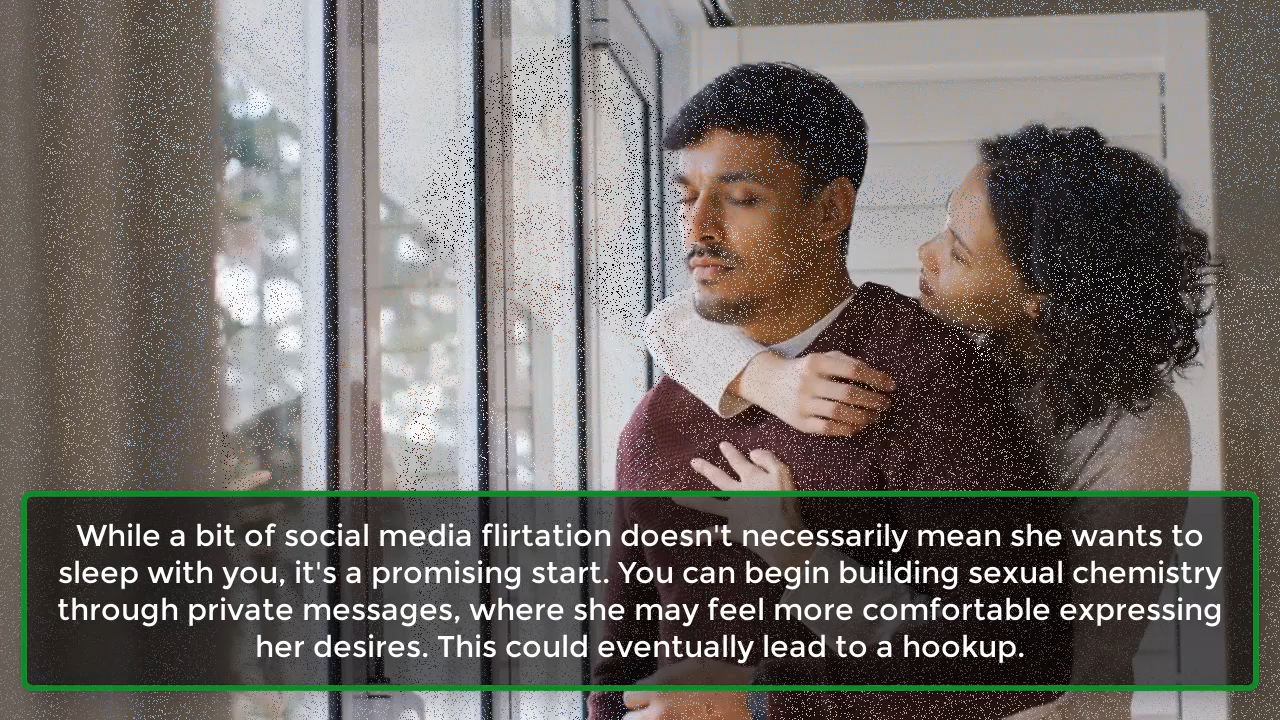 While a bit of social media flirtation doesn't necessarily mean she wants to
sleep with you, it's a promising start. You can begin building sexual chemistry
through private messages, where she may feel more comfortable expressing
her desires. This could eventually lead to a hookup.